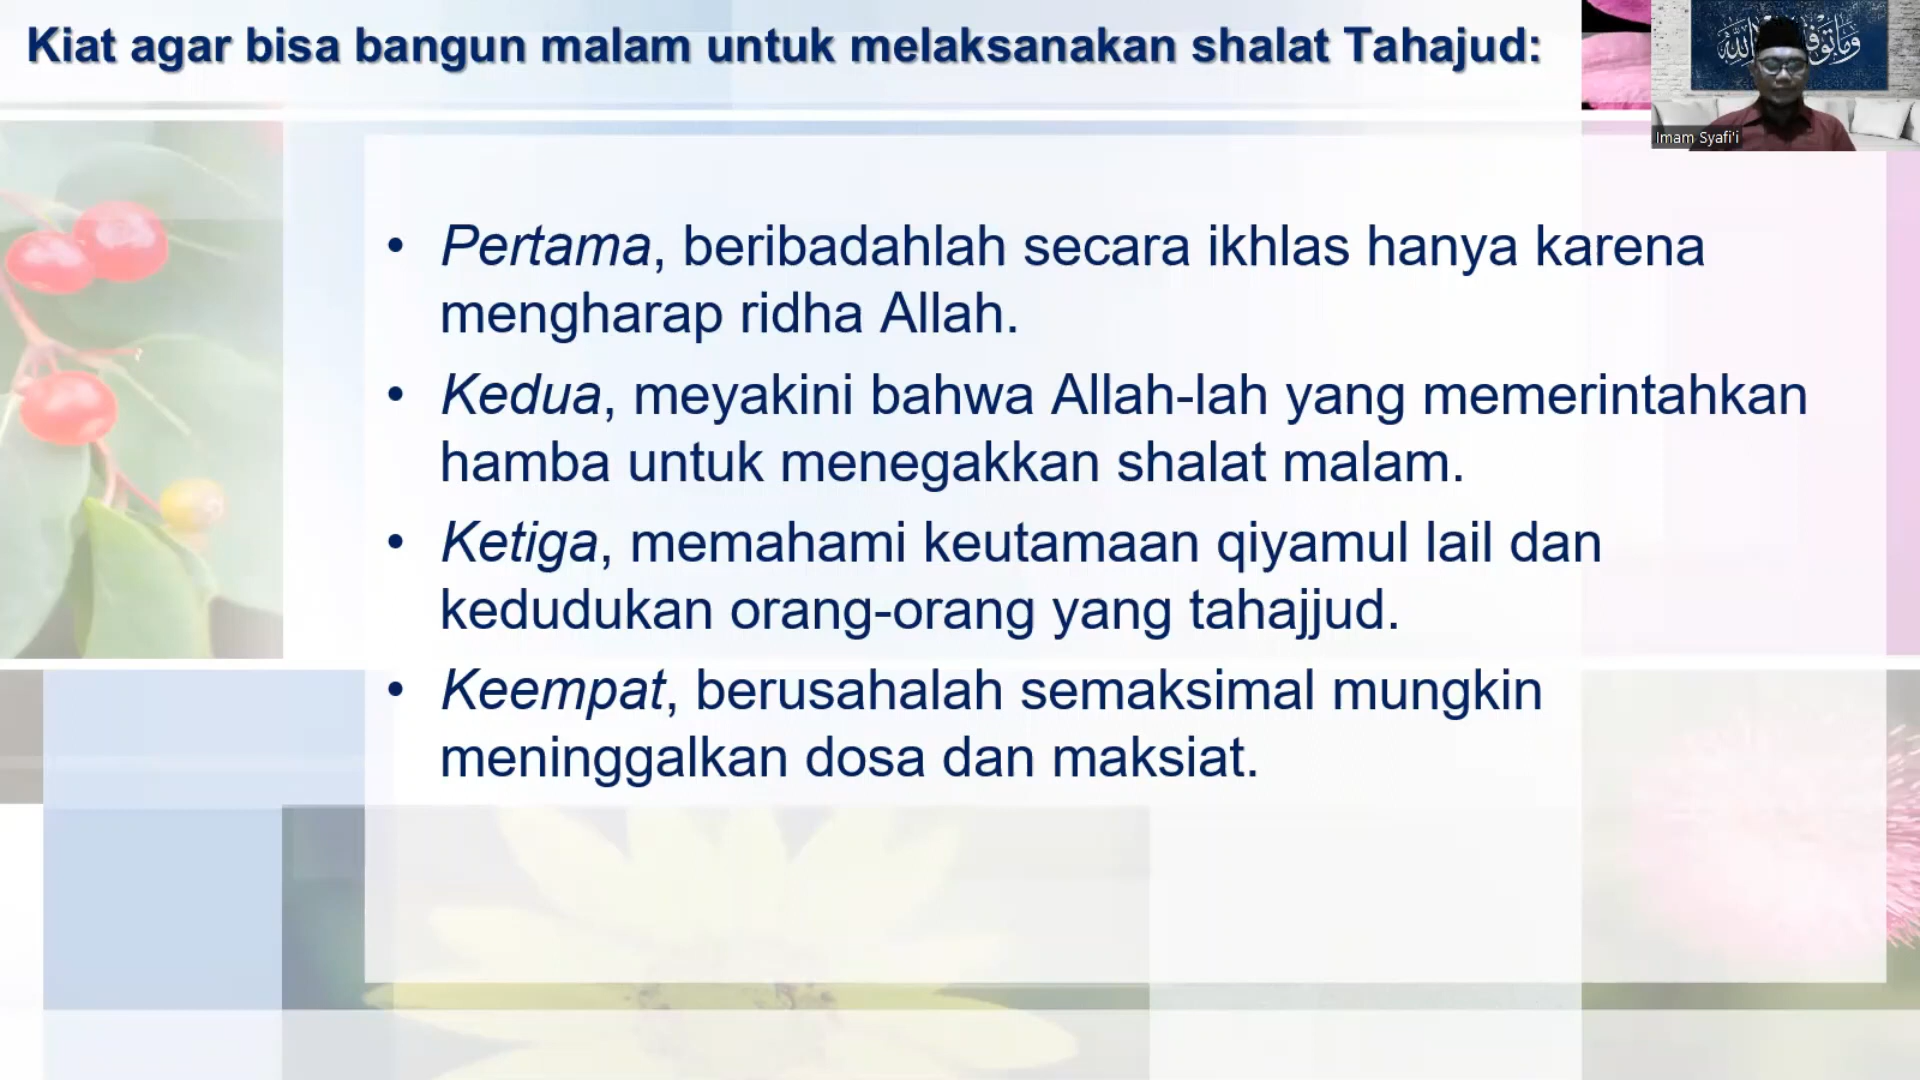 Kiat agar bisa bangun malam untuk melaksanakan shalat Tahajud:
Imam Syafi'i
• Pertama, beribadahlah secara ikhlas hanya karena
mengharap ridha Allah.
• Kedua, meyakini bahwa Allah-lah yang memerintahkan
hamba untuk menegakkan shalat malam.
• Ketiga, memahami keutamaan qiyamul lail dan
kedudukan orang-orang yang tahajjud.
• Keempat, berusahalah semaksimal mungkin
meninggalkan dosa dan maksiat.